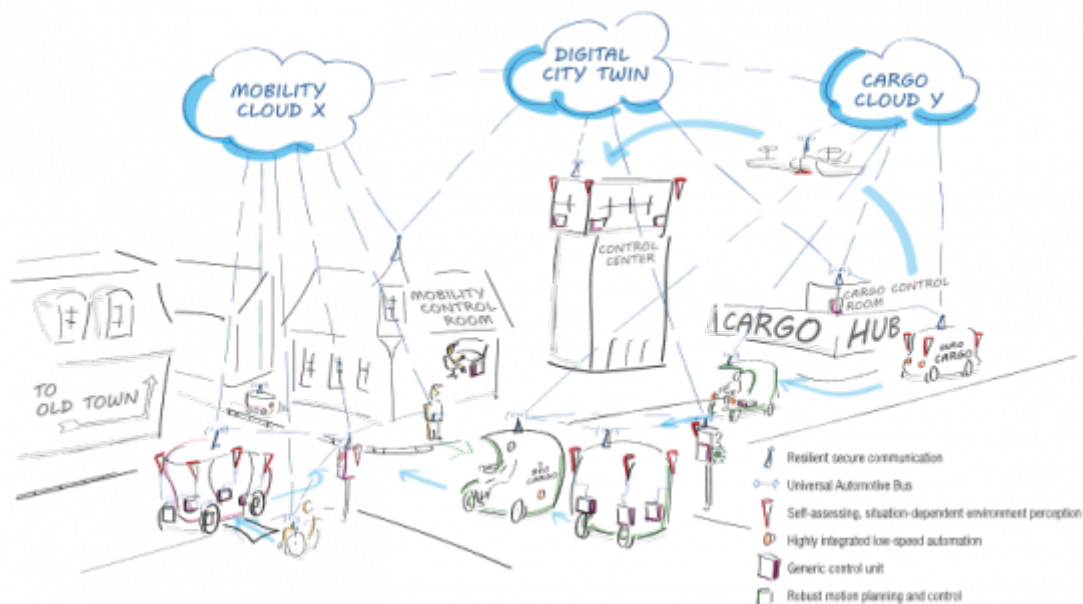 MOBILITY
CLOUD X
DIGITAL
CITY TWIN
CARGO
CLOUD Y
CONTROL
CENTER
MOBILITY
CONTROL
ROOM
CARGO CONTROL
ROOM
CARGO HUB
CARGO
TO
OLD TOWN
CARGO
Resilient secure communication
Universal Automotive Bus
Self-assessing, situation-dependent environment perception
Highly integrated low-speed automation
Generic control unit
Robust motion planning and control